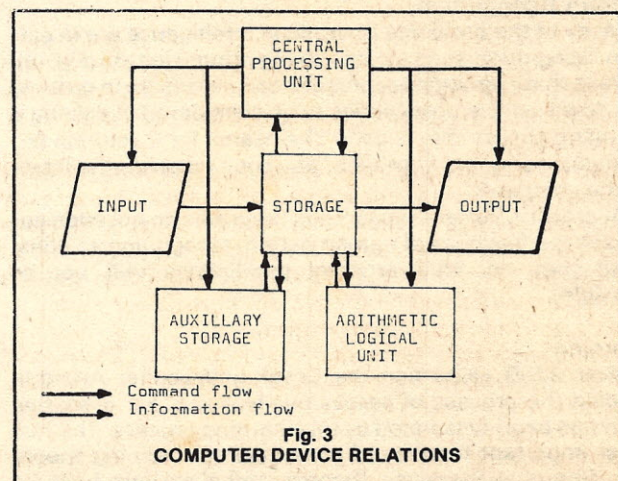 CENTRAL
PROCESSING
UNIT
INPUT
STORAGE
OUTPUT
AUXILLARY
STORAGE
ARITHMETIC
LOGICAL
UNIT
Command flow
Information flow
Fig. 3
COMPUTER DEVICE RELATIONS